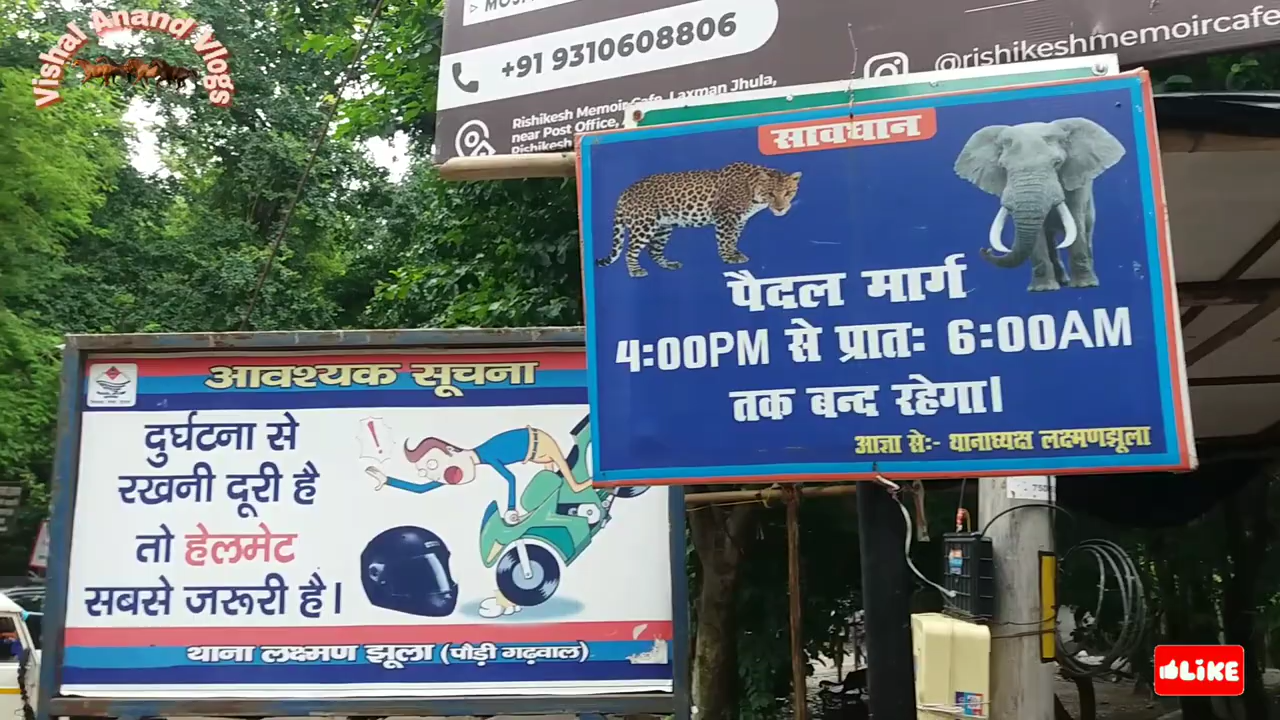 Vishal Anand Vlogs
+91 9310608806
@rishikeshmemoircafe
Rishikesh Memoir Cafe, Laxman Jhula,
near Post Office,
Rishikesh
सावधान
पैदल मार्ग
4:00PM से प्रातः 6:00AM
तक बन्द रहेगा।
आज्ञा से:- थानाध्यक्ष लक्ष्मणझूला
आवश्यक सूचना
दुर्घटना से
रखनी दूरी है
तो हेलमेट
सबसे जरूरी है।
!
थाना लक्ष्मण झूला (पौड़ी गढ़वाल)
LIKE